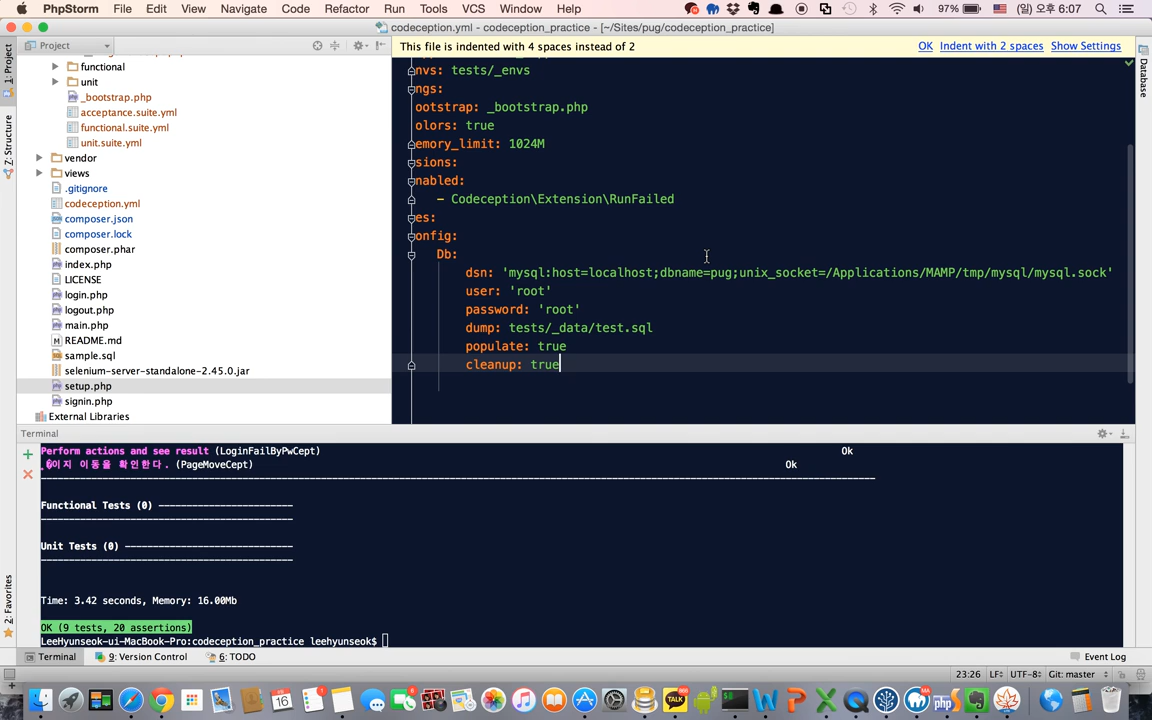 PhpStorm File Edit View Navigate Code Refactor Run Tools VCS Window Help 97% (일) 오후 6:07
codeception.yml - codeception_practice - [~/Sites/pug/codeception_practice]
Project
This file is indented with 4 spaces instead of 2 OK Indent with 2 spaces Show Settings
1: Project
Z: Structure
2: Favorites
Database
functional
unit
_bootstrap.php
acceptance.suite.yml
functional.suite.yml
unit.suite.yml
vendor
views
.gitignore
codeception.yml
composer.json
composer.lock
composer.phar
index.php
LICENSE
login.php
logout.php
main.php
README.md
sample.sql
selenium-server-standalone-2.45.0.jar
setup.php
signin.php
External Libraries
nvs: tests/_envs
ngs:
ootstrap: _bootstrap.php
olors: true
emory_limit: 1024M
sions:
nabled:
- Codeception\Extension\RunFailed
es:
onfig:
Db:
dsn: 'mysql:host=localhost;dbname=pug;unix_socket=/Applications/MAMP/tmp/mysql/mysql.sock'
user: 'root'
password: 'root'
dump: tests/_data/test.sql
populate: true
cleanup: true
Terminal
Perform actions and see result (LoginFailByPwCept) Ok
이지 이동을 확인한다. (PageMoveCept) Ok
Functional Tests (0) ------------------------
Unit Tests (0) ------------------------------
Time: 3.42 seconds, Memory: 16.00Mb
OK (9 tests, 20 assertions)
LeeHyunseok-ui-MacBook-Pro:codeception_practice leehyunseok$
Terminal 9: Version Control 6: TODO Event Log
23:26 LF÷ UTF-8÷ Git: master